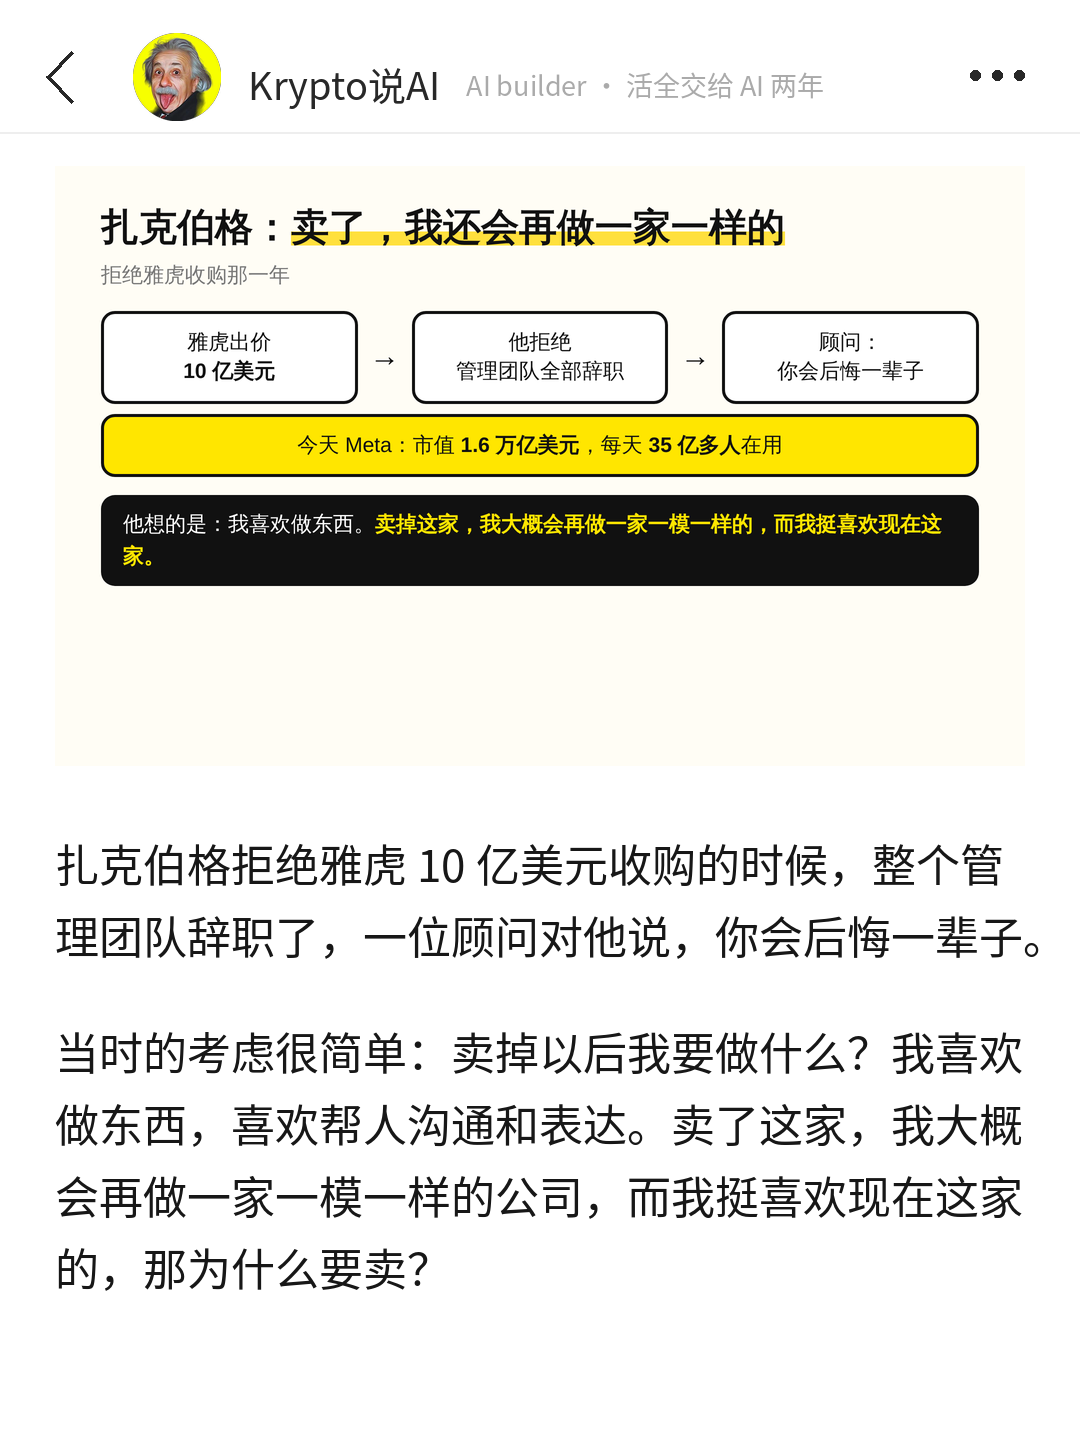 Krypto说AI AI builder · 活全交给 AI 两年
扎克伯格：卖了，我还会再做一家一样的
拒绝雅虎收购那一年
雅虎出价
10 亿美元
→
他拒绝
管理团队全部辞职
→
顾问：
你会后悔一辈子
今天 Meta：市值 1.6 万亿美元，每天 35 亿多人在用
他想的是：我喜欢做东西。卖掉这家，我大概会再做一家一模一样的，而我挺喜欢现在这
家。
扎克伯格拒绝雅虎 10 亿美元收购的时候，整个管
理团队辞职了，一位顾问对他说，你会后悔一辈子。
当时的考虑很简单：卖掉以后我要做什么？我喜欢
做东西，喜欢帮人沟通和表达。卖了这家，我大概
会再做一家一模一样的公司，而我挺喜欢现在这家
的，那为什么要卖？